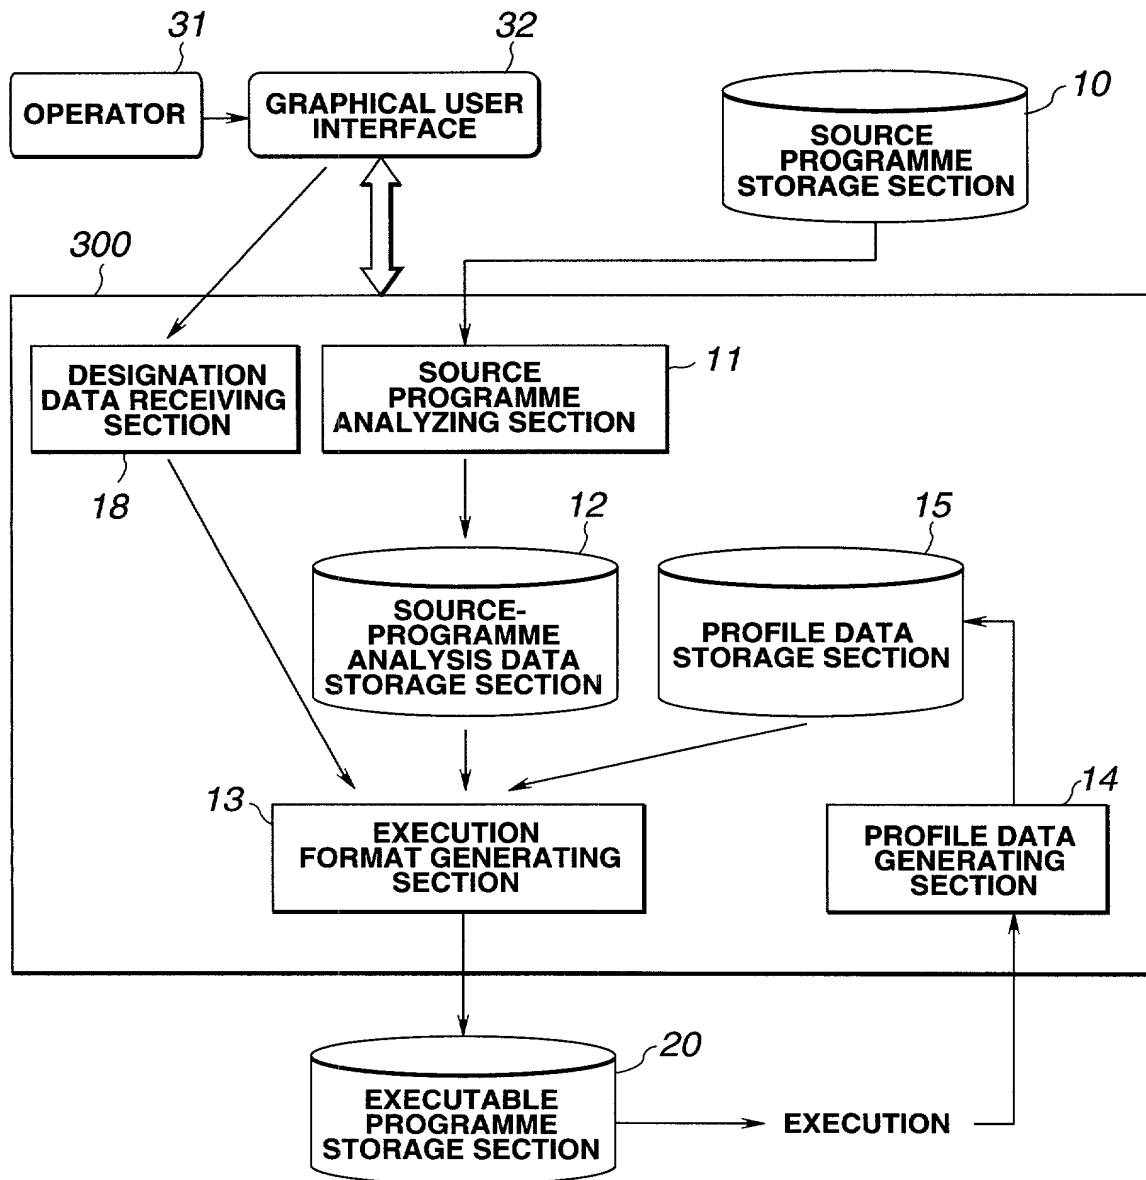 31
32
OPERATOR
GRAPHICAL USER
INTERFACE
10
SOURCE
PROGRAMME
STORAGE SECTION
300
DESIGNATION
DATA RECEIVING
SECTION
18
SOURCE
PROGRAMME
ANALYZING SECTION
11
12
SOURCE-
PROGRAMME
ANALYSIS DATA
STORAGE SECTION
15
PROFILE DATA
STORAGE SECTION
13
EXECUTION
FORMAT GENERATING
SECTION
14
PROFILE DATA
GENERATING
SECTION
20
EXECUTABLE
PROGRAMME
STORAGE SECTION
EXECUTION